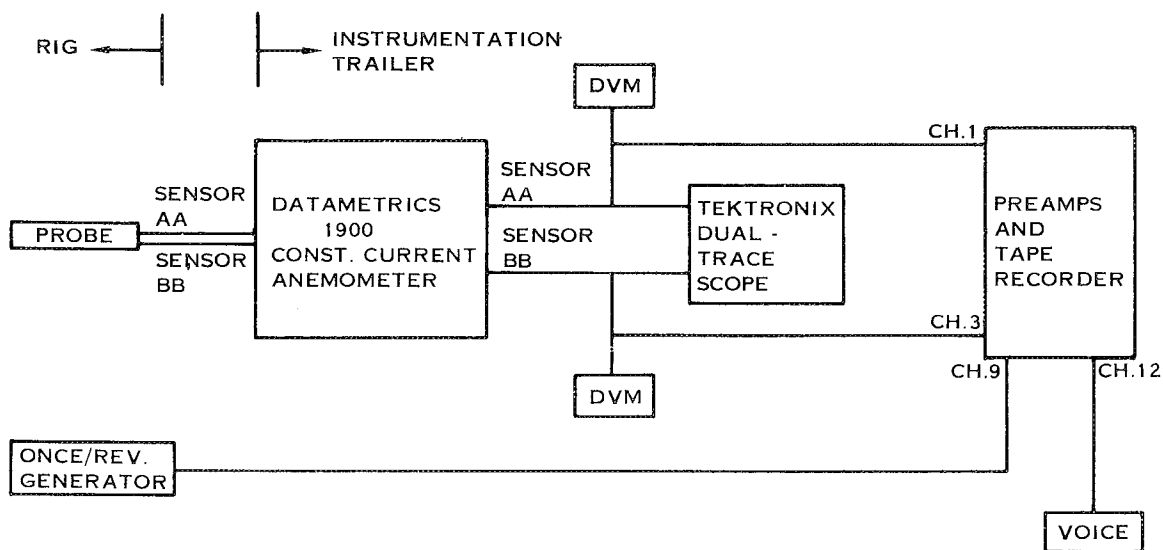 RIG
INSTRUMENTATION
TRAILER
DVM
CH.1
SENSOR
AA
SENSOR
AA
DATAMETRICS
1900
CONST. CURRENT
ANEMOMETER
TEKTRONIX
DUAL -
TRACE
SCOPE
PREAMPS
AND
TAPE
RECORDER
PROBE
SENSOR
BB
SENSOR
BB
CH.3
CH.9
CH.12
DVM
ONCE/REV.
GENERATOR
VOICE